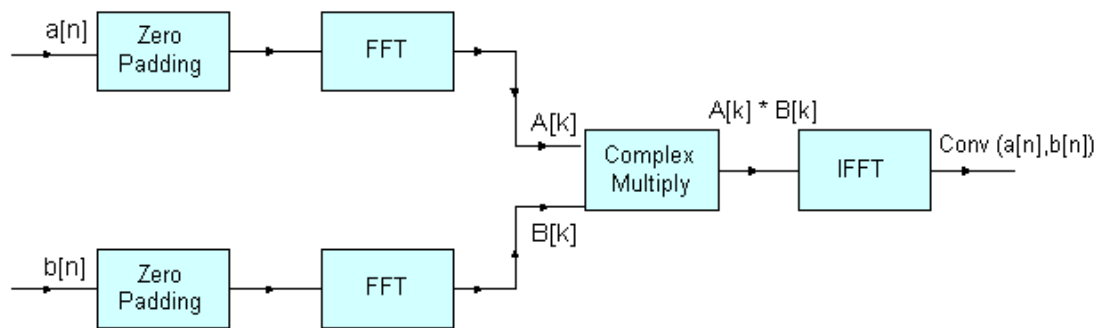 a[n]
Zero
Padding
FFT
A[k]
A[k] * B[k]
Complex
Multiply
IFFT
Conv (a[n],b[n])
B[k]
b[n]
Zero
Padding
FFT